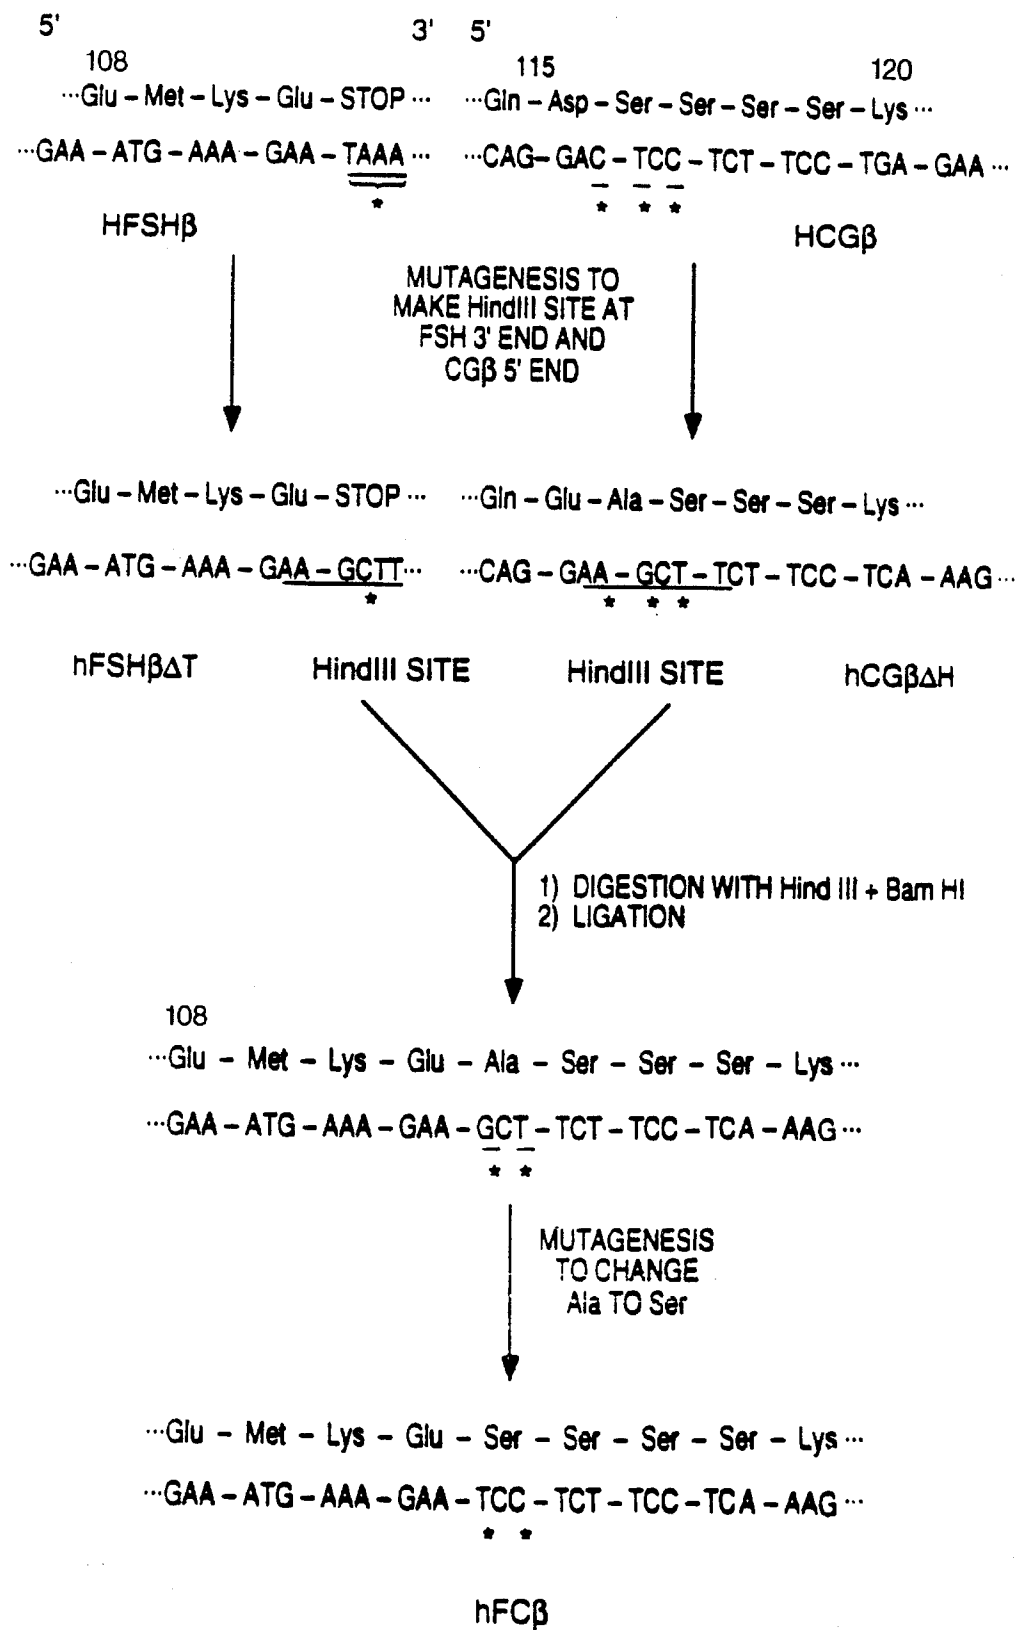 5' 3' 5'
108 115 120
···Glu – Met – Lys – Glu – STOP ··· ···Gln – Asp – Ser – Ser – Ser – Ser – Lys ···
···GAA – ATG – AAA – GAA – TAAA ··· ···CAG – GAC – TCC – TCT – TCC – TGA – GAA ···
* * * *
HFSHβ HCGβ
MUTAGENESIS TO
MAKE HindIII SITE AT
FSH 3' END AND
CGβ 5' END
···Glu – Met – Lys – Glu – STOP ··· ···Gln – Glu – Ala – Ser – Ser – Ser – Lys ···
···GAA – ATG – AAA – GAA – GCTT··· ···CAG – GAA – GCT – TCT – TCC – TCA – AAG ···
* * * *
hFSHβΔT HindIII SITE HindIII SITE hCGβΔH
1) DIGESTION WITH Hind III + Bam HI
2) LIGATION
108
···Glu – Met – Lys – Glu – Ala – Ser – Ser – Ser – Lys ···
···GAA – ATG – AAA – GAA – GCT – TCT – TCC – TCA – AAG ···
* *
MUTAGENESIS
TO CHANGE
Ala TO Ser
···Glu – Met – Lys – Glu – Ser – Ser – Ser – Ser – Lys ···
···GAA – ATG – AAA – GAA – TCC – TCT – TCC – TCA – AAG ···
* *
hFCβ